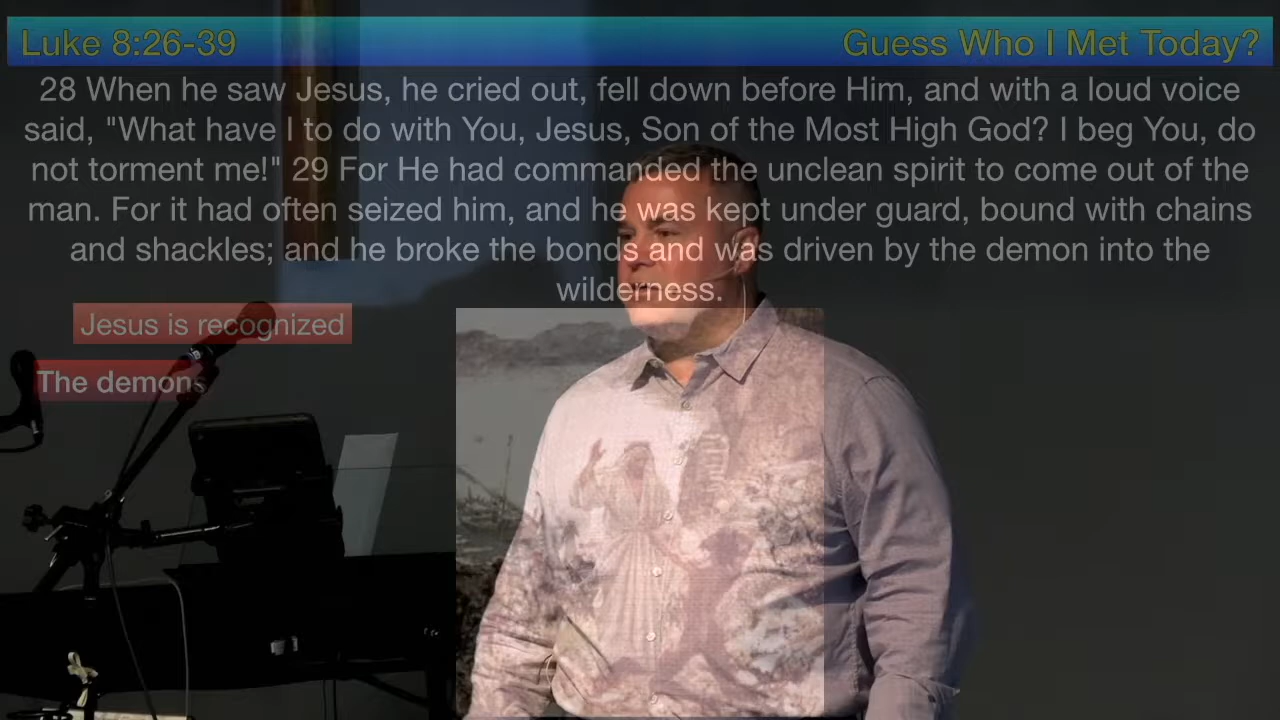 Luke 8:26-39
Guess Who I Met Today?
28 When he saw Jesus, he cried out, fell down before Him, and with a loud voice
said, "What have I to do with You, Jesus, Son of the Most High God? I beg You, do
not torment me!" 29 For He had commanded the unclean spirit to come out of the
man. For it had often seized him, and he was kept under guard, bound with chains
and shackles; and he broke the bonds and was driven by the demon into the
wilderness.
Jesus is recognized
The demons